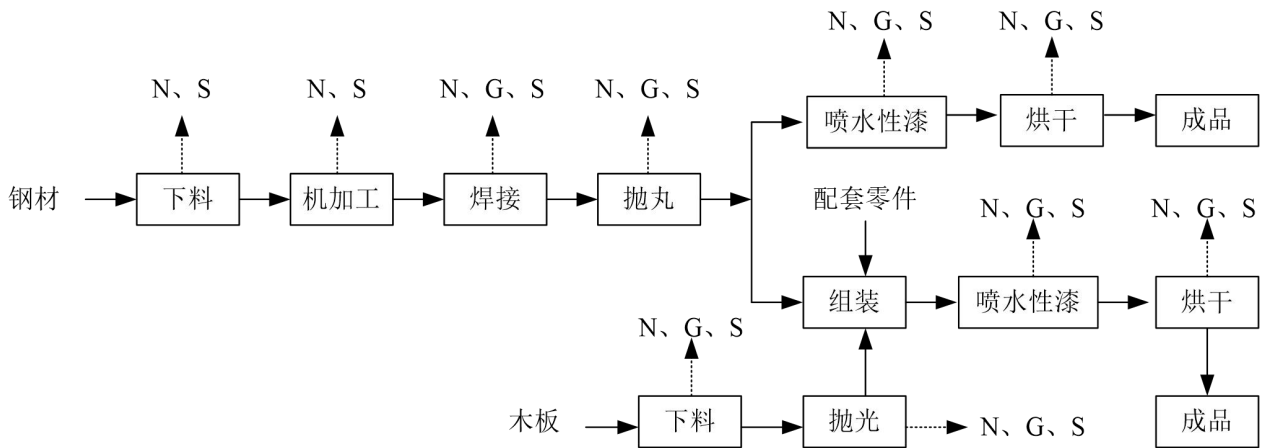 N、G、S
N、G、S
N、S
N、S
N、G、S
N、G、S
喷水性漆
烘干
成品
钢材
下料
机加工
焊接
抛丸
配套零件
N、G、S
N、G、S
组装
喷水性漆
烘干
N、G、S
木板
下料
抛光
N、G、S
成品